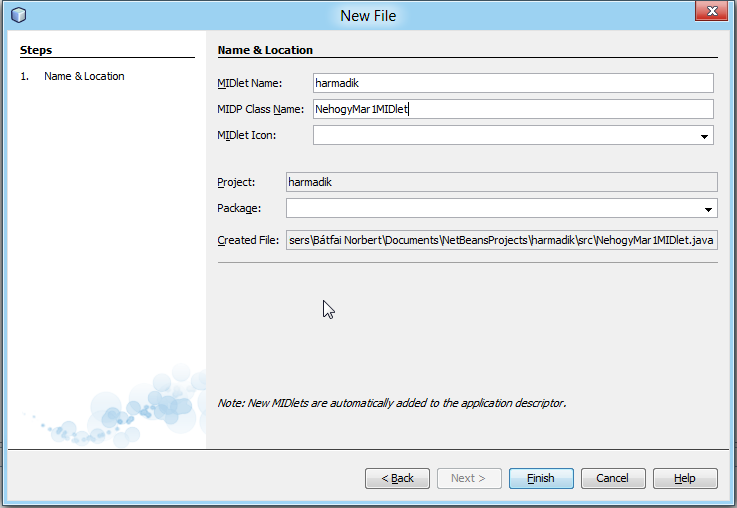 New File
Steps
1. Name & Location
Name & Location
MIDlet Name: harmadik
MIDP Class Name: NehogyMar1MIDlet
MIDlet Icon:
Project: harmadik
Package:
Created File: sers\Bátfai Norbert\Documents\NetBeansProjects\harmadik\src\NehogyMar1MIDlet.java
Note: New MIDlets are automatically added to the application descriptor.
< Back Next > Finish Cancel Help